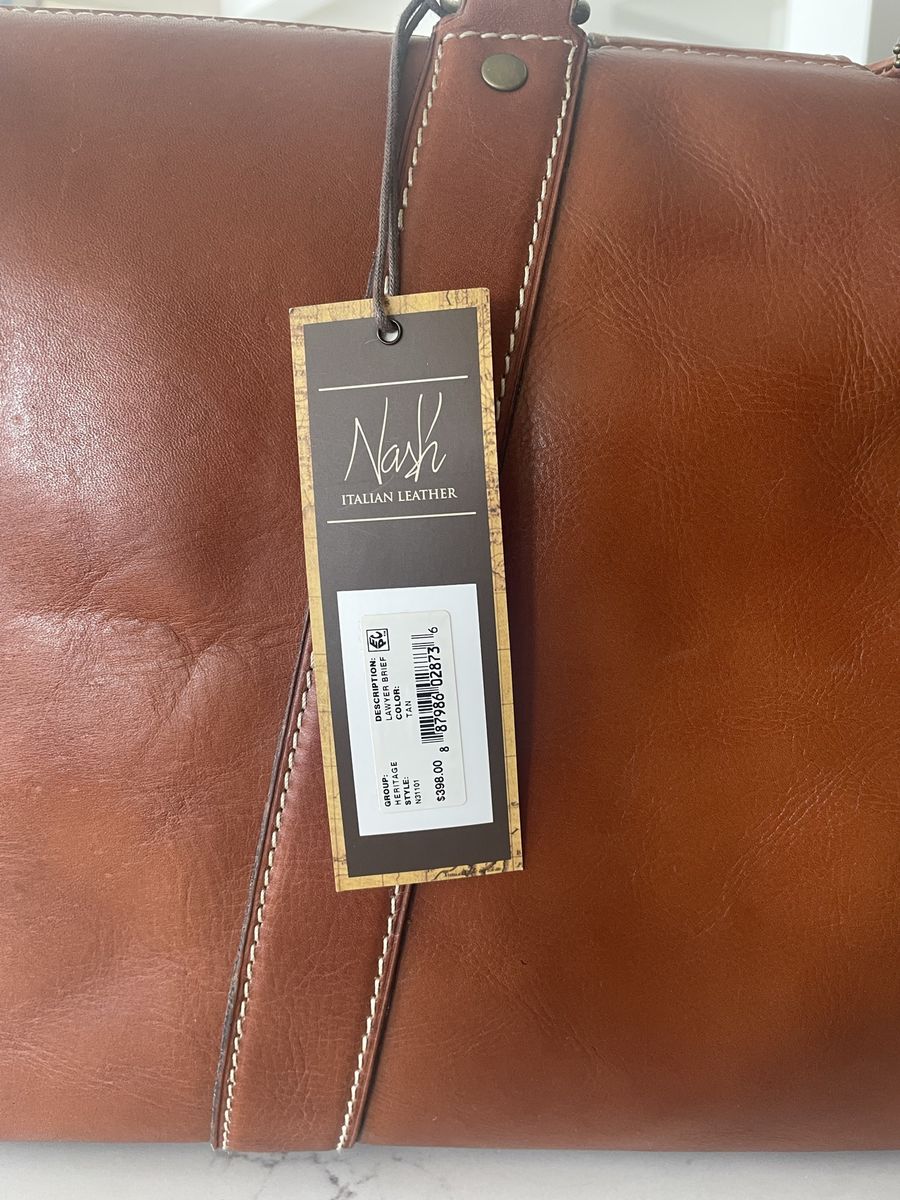 Nash
ITALIAN LEATHER
GROUP:
HERITAGE
STYLE:
N31101
$398.00
DESCRIPTION:
LAWYER BRIEF
COLOR:
TAN
8 87986 02873 6